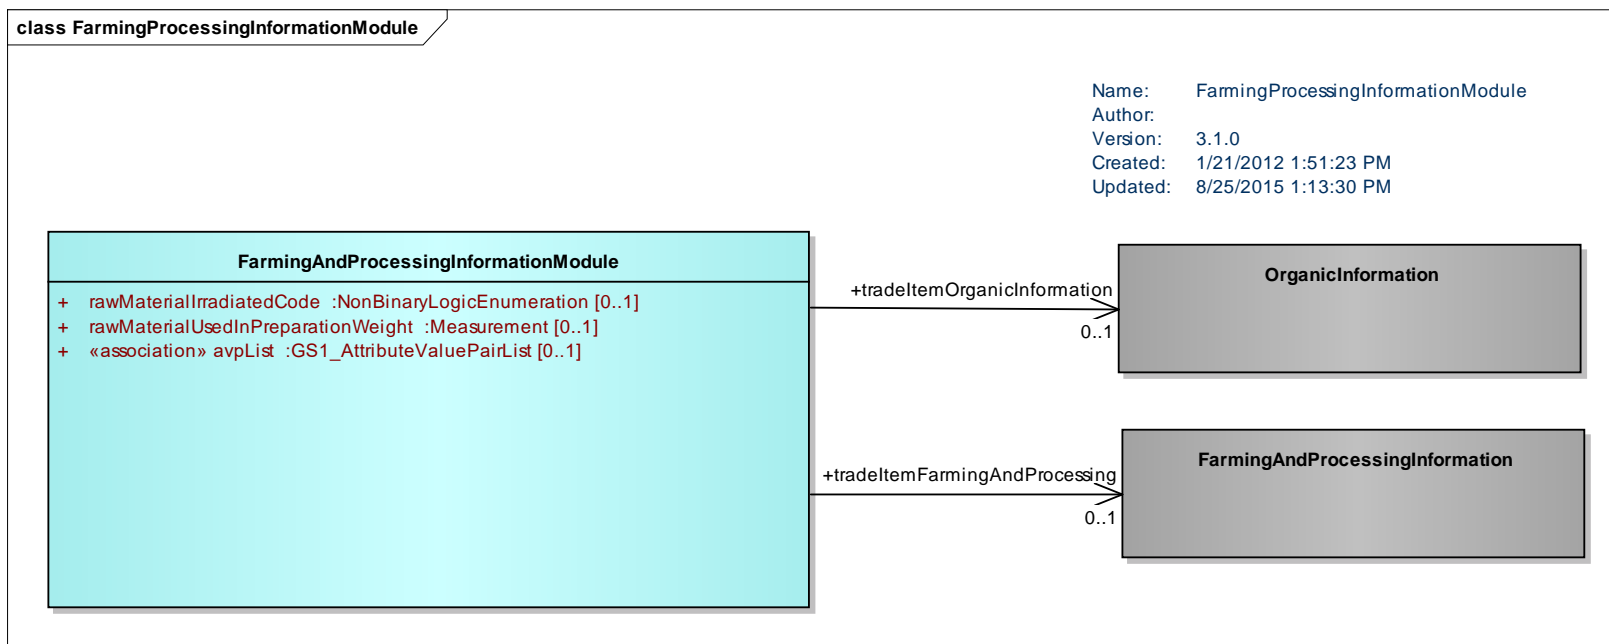 class FarmingProcessingInformationModule
Name: FarmingProcessingInformationModule
Author:
Version: 3.1.0
Created: 1/21/2012 1:51:23 PM
Updated: 8/25/2015 1:13:30 PM
FarmingAndProcessingInformationModule
+ rawMaterialIrradiatedCode :NonBinaryLogicEnumeration [0..1]
+ rawMaterialUsedInPreparationWeight :Measurement [0..1]
+ «association» avpList :GS1_AttributeValuePairList [0..1]
+tradeItemOrganicInformation
0..1
OrganicInformation
+tradeItemFarmingAndProcessing
0..1
FarmingAndProcessingInformation